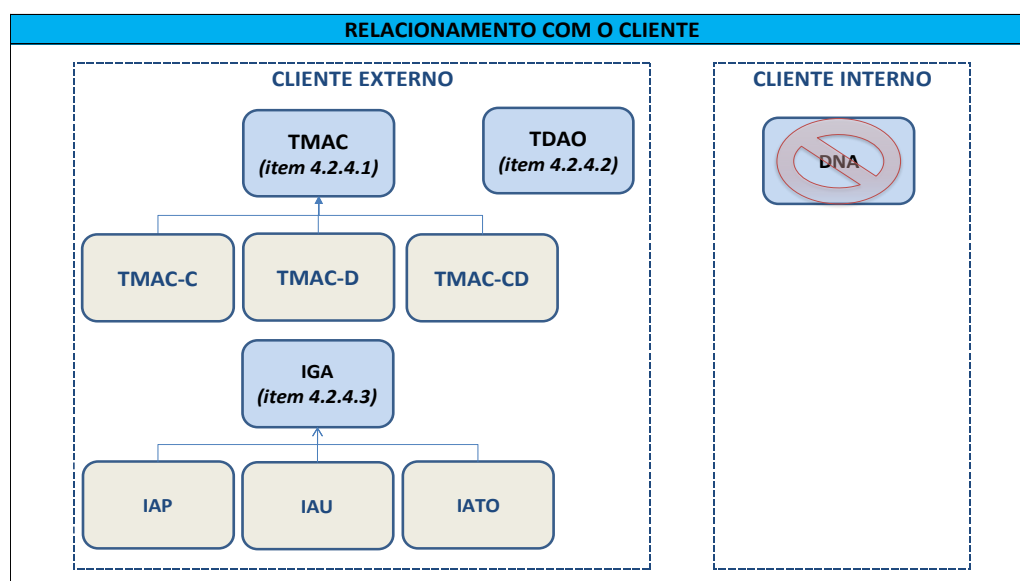 RELACIONAMENTO COM O CLIENTE
CLIENTE EXTERNO
TMAC
(item 4.2.4.1)
TDAO
(item 4.2.4.2)
TMAC-C
TMAC-D
TMAC-CD
IGA
(item 4.2.4.3)
IAP
IAU
IATO
CLIENTE INTERNO
DNA